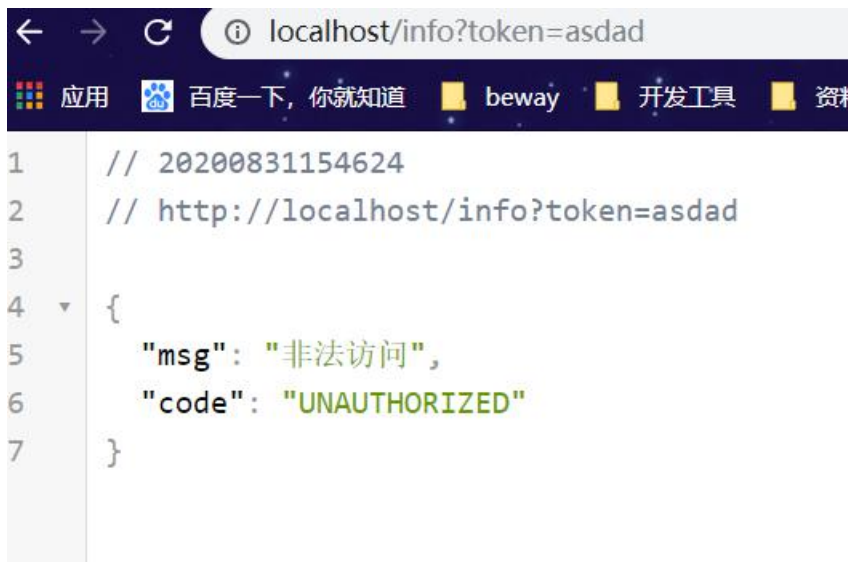 localhost/info?token=asdad
应用 百度一下，你就知道 beway 开发工具 资料
1 // 20200831154624
2 // http://localhost/info?token=asdad
3
4 {
5 "msg": "非法访问",
6 "code": "UNAUTHORIZED"
7 }